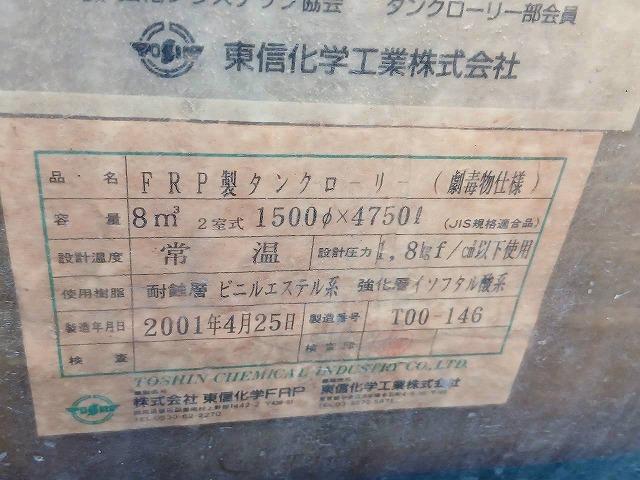 協会 タンクローリー部会員
東信化学工業株式会社
品名 FRP製タンクローリー(劇毒物仕様)
容量 8m³ 2室式 1500φ×4750ℓ (JIS規格適合品)
設計温度 常温 設計圧力 1.8kgf/cm²以下使用
使用樹脂 耐蝕層 ビニルエステル系 強化層イソフタル酸系
製造年月日 2001年4月25日 製造番号 T00-146
検査 検査
TOSHIN CHEMICAL INDUSTRY CO.,LTD.
株式会社 東信化学FRP 東信化学工業株式会社